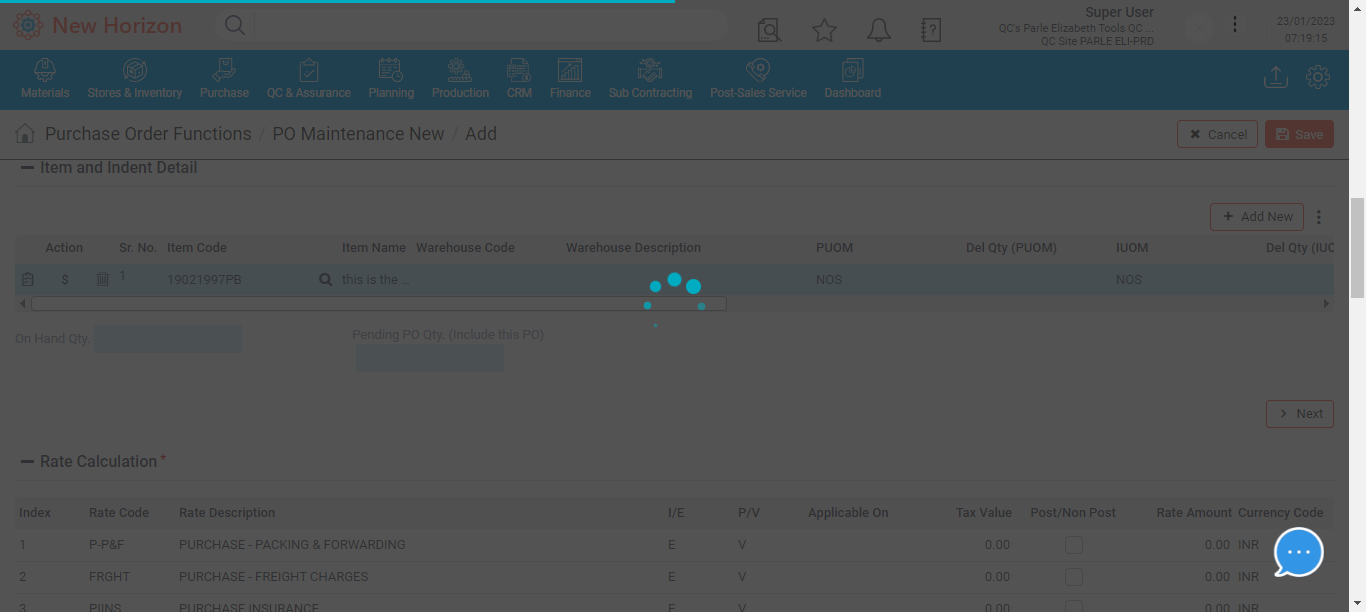 New Horizon
Super User
QC's Parle Elizabeth Tools QC ...
QC Site PARLE ELI-PRD
23/01/2023
07:19:15
Materials Stores & Inventory Purchase QC & Assurance Planning Production CRM Finance Sub Contracting Post-Sales Service Dashboard
Purchase Order Functions / PO Maintenance New / Add
Cancel Save
Item and Indent Detail
Add New
Action Sr. No. Item Code Item Name Warehouse Code Warehouse Description PUOM Del Qty (PUOM) IUOM Del Qty (IUO
$ 1 19021997PB this is the ... NOS NOS
On Hand Qty. Pending PO Qty. (Include this PO)
Next
Rate Calculation *
Index Rate Code Rate Description I/E P/V Applicable On Tax Value Post/Non Post Rate Amount Currency Code
1 P-P&F PURCHASE - PACKING & FORWARDING E V 0.00 0.00 INR
2 FRGHT PURCHASE - FREIGHT CHARGES E V 0.00 0.00 INR
3 PIINS PURCHASE INSURANCE E V 0.00 0.00 INR